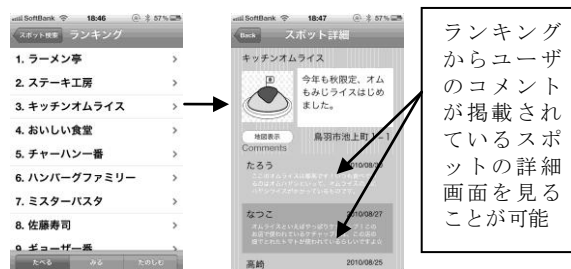 SoftBank 18:46 57%
スポット検索 ランキング
1. ラーメン亭
2. ステーキ工房
3. キッチンオムライス
4. おいしい食堂
5. チャーハン一番
6. ハンバーグファミリー
7. ミスターパスタ
8. 佐藤寿司
9. ギョーザ一番
たべる みる たのしむ
SoftBank 18:47 57%
Back スポット詳細
キッチンオムライス
今年も秋限定、オム
もみじライスはじめ
ました。
地図表示 鳥羽市池上町1-1
Comments
たろう
なつこ 2010/08/27
高崎 2010/08/25
ランキング
からユーザ
のコメント
が掲載され
ているスポ
ットの詳細
画面を見る
ことが可能